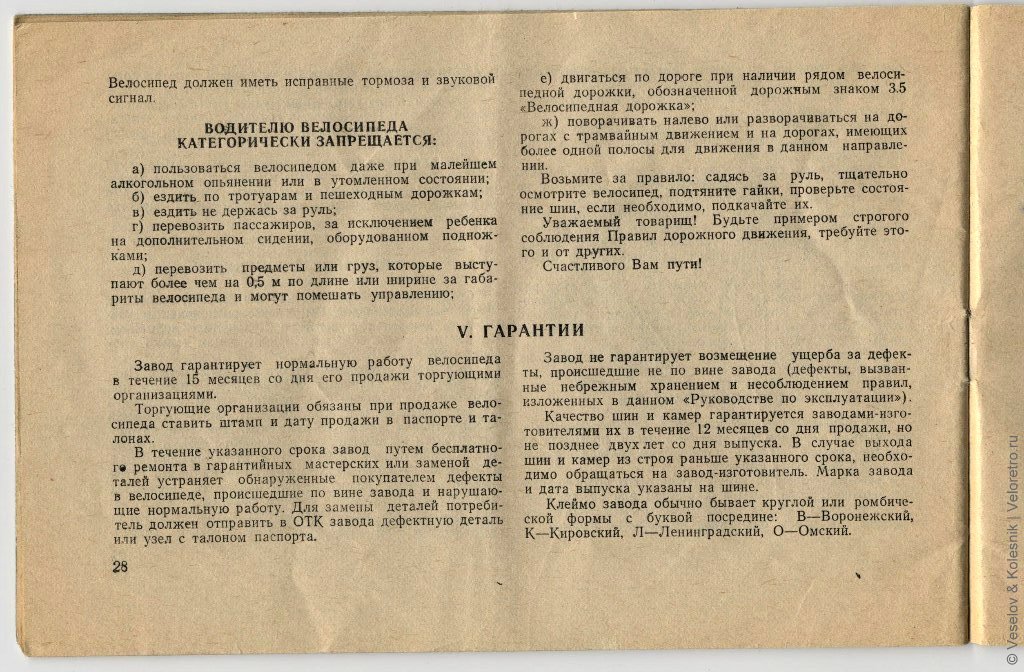 Велосипед должен иметь исправные тормоза и звуковой
сигнал.
ВОДИТЕЛЮ ВЕЛОСИПЕДА
КАТЕГОРИЧЕСКИ ЗАПРЕЩАЕТСЯ:
а) пользоваться велосипедом даже при малейшем
алкогольном опьянении или в утомленном состоянии;
б) ездить по тротуарам и пешеходным дорожкам;
в) ездить не держась за руль;
г) перевозить пассажиров, за исключением ребенка
на дополнительном сидении, оборудованном поднож-
ками;
д) перевозить предметы или груз, которые высту-
пают более чем на 0,5 м по длине или ширине за габа-
риты велосипеда и могут помешать управлению;
е) двигаться по дороге при наличии рядом велоси-
педной дорожки, обозначенной дорожным знаком 3.5
«Велосипедная дорожка»;
ж) поворачивать налево или разворачиваться на до-
рогах с трамвайным движением и на дорогах, имеющих
более одной полосы для движения в данном направле-
нии.
Возьмите за правило: садясь за руль, тщательно
осмотрите велосипед, подтяните гайки, проверьте состоя-
ние шин, если необходимо, подкачайте их.
Уважаемый товарищ! Будьте примером строгого
соблюдения Правил дорожного движения, требуйте это-
го и от других.
Счастливого Вам пути!
V. ГАРАНТИИ
Завод гарантирует нормальную работу велосипеда
в течение 15 месяцев со дня его продажи торгующими
организациями.
Торгующие организации обязаны при продаже вело-
сипеда ставить штамп и дату продажи в паспорте и та-
лонах.
В течение указанного срока завод путем бесплатно-
го ремонта в гарантийных мастерских или заменой де-
талей устраняет обнаруженные покупателем дефекты
в велосипеде, происшедшие по вине завода и нарушаю-
щие нормальную работу. Для замены деталей потреби-
тель должен отправить в ОТК завода дефектную деталь
или узел с талоном паспорта.
Завод не гарантирует возмещение ущерба за дефек-
ты, происшедшие не по вине завода (дефекты, вызван-
ные небрежным хранением и несоблюдением правил,
изложенных в данном «Руководстве по эксплуатации»).
Качество шин и камер гарантируется заводами-изго-
товителями их в течение 12 месяцев со дня продажи, но
не позднее двух лет со дня выпуска. В случае выхода
шин и камер из строя раньше указанного срока, необхо-
димо обращаться на завод-изготовитель. Марка завода
и дата выпуска указаны на шине.
Клеймо завода обычно бывает круглой или ромбиче-
ской формы с буквой посредине: В—Воронежский,
К—Кировский, Л—Ленинградский, О—Омский.
28
© Veselov & Kolesnik | Veloretro.ru